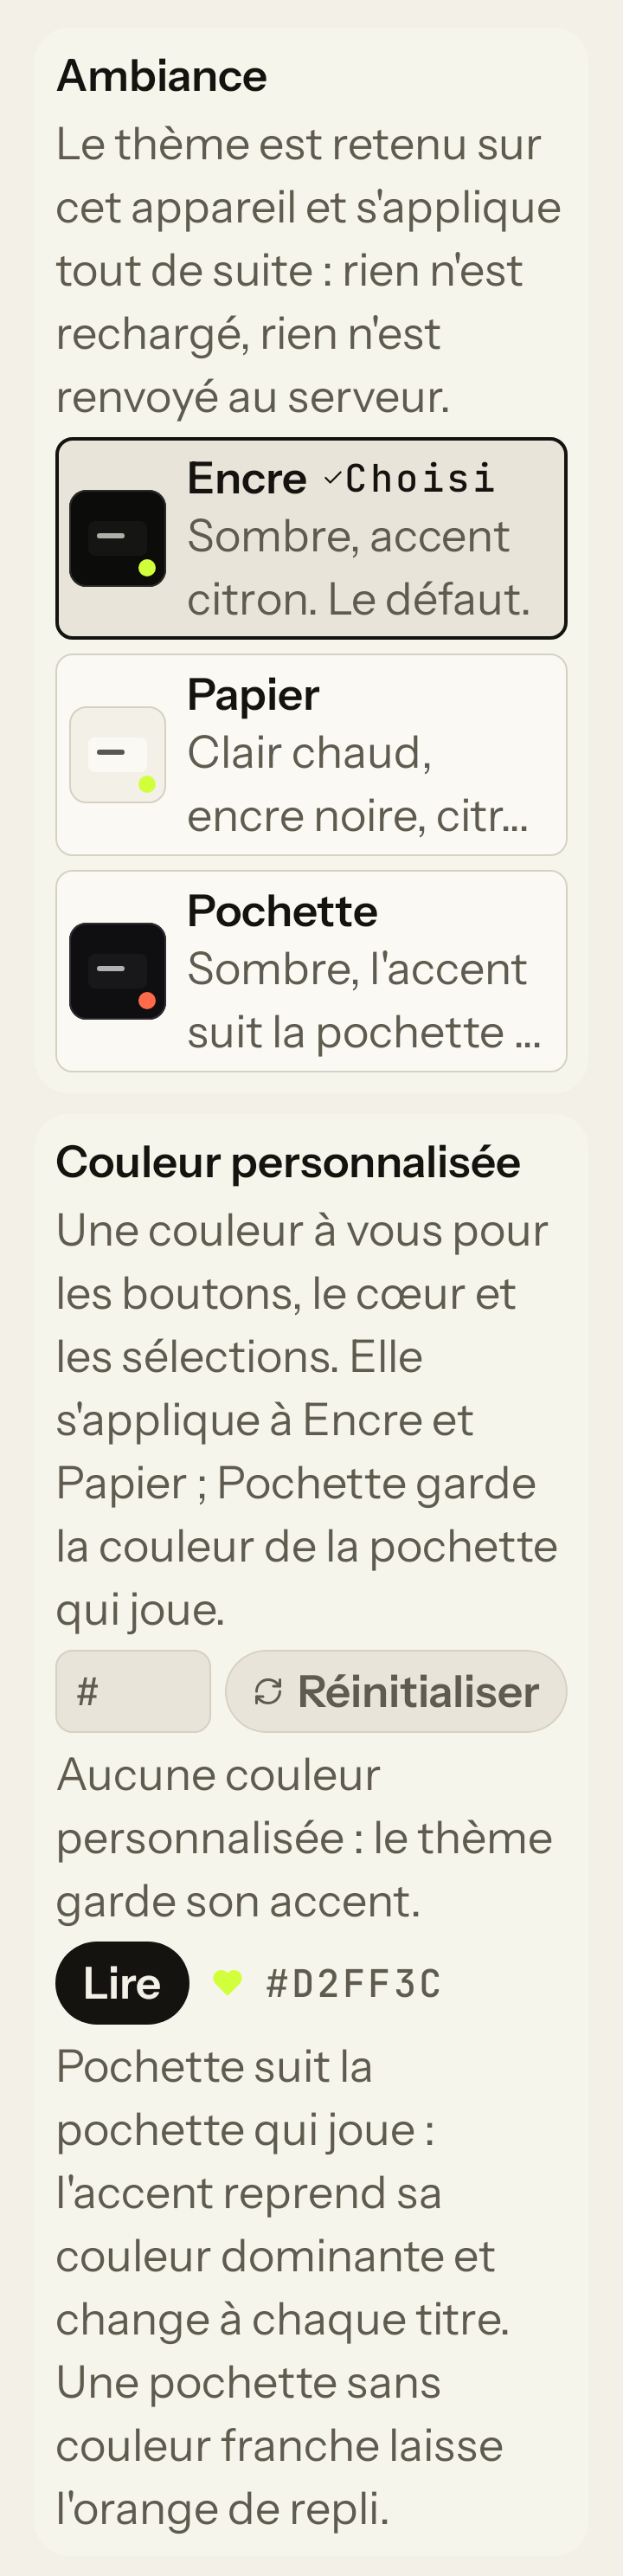 Ambiance
Le thème est retenu sur
cet appareil et s'applique
tout de suite : rien n'est
rechargé, rien n'est
renvoyé au serveur.
Encre ✓Choisi
Sombre, accent
citron. Le défaut.
Papier
Clair chaud,
encre noire, citr...
Pochette
Sombre, l'accent
suit la pochette ...
Couleur personnalisée
Une couleur à vous pour
les boutons, le cœur et
les sélections. Elle
s'applique à Encre et
Papier ; Pochette garde
la couleur de la pochette
qui joue.
# Réinitialiser
Aucune couleur
personnalisée : le thème
garde son accent.
Lire #D2FF3C
Pochette suit la
pochette qui joue :
l'accent reprend sa
couleur dominante et
change à chaque titre.
Une pochette sans
couleur franche laisse
l'orange de repli.